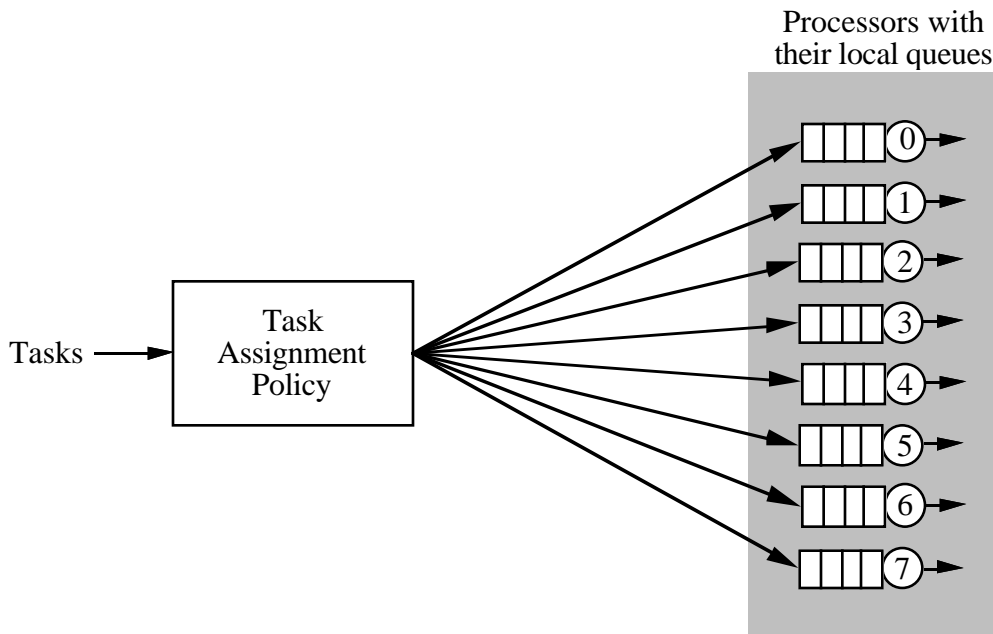 Processors with
their local queues
0
1
2
3
4
5
6
7
Tasks
Task
Assignment
Policy